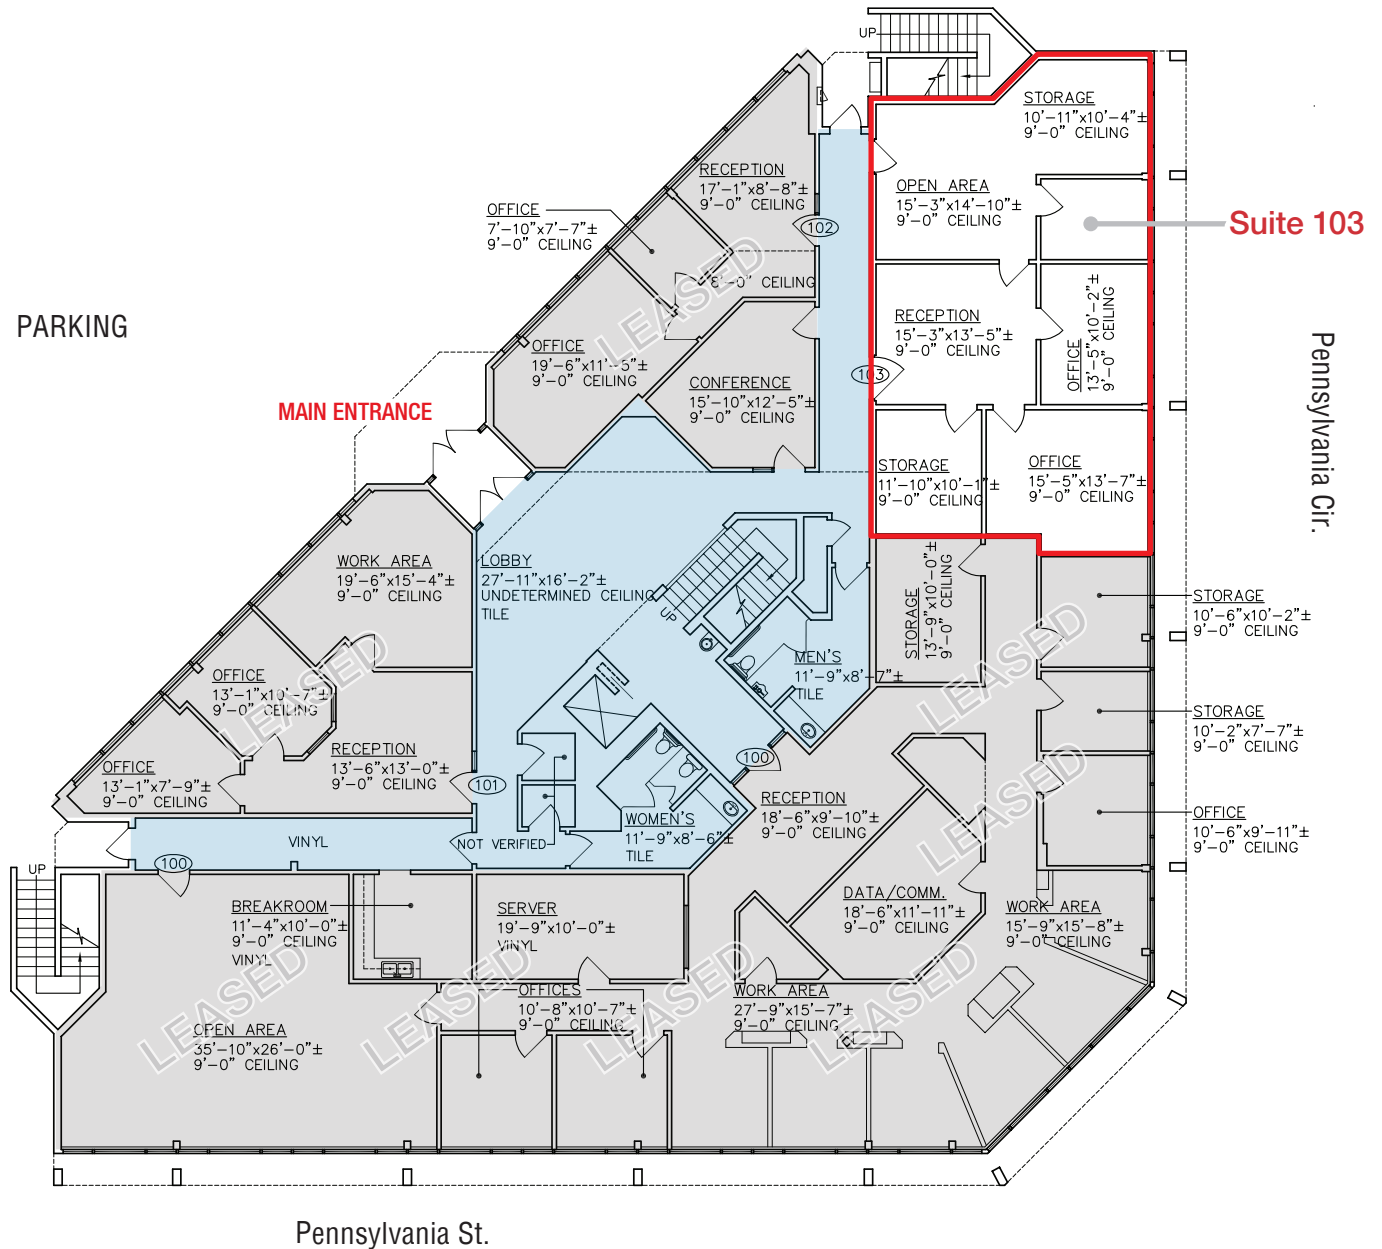 UP
STORAGE
10'-11"x10'-4"±
9'-0" CEILING
RECEPTION
17'-1"x8'-8"±
9'-0" CEILING
OPEN AREA
15'-3"x14'-10"±
9'-0" CEILING
OFFICE
7'-10"x7'-7"±
9'-0" CEILING
102
Suite 103
8'-0" CEILING
LEASED
PARKING
RECEPTION
15'-3"x13'-5"±
9'-0" CEILING
OFFICE
13'-5"x10'-2"±
9'-0" CEILING
Pennsylvania Cir.
OFFICE
19'-6"x11'-5"±
9'-0" CEILING
103
CONFERENCE
15'-10"x12'-5"±
9'-0" CEILING
MAIN ENTRANCE
STORAGE
11'-10"x10'-1"±
9'-0" CEILING
OFFICE
15'-5"x13'-7"±
9'-0" CEILING
WORK AREA
19'-6"x15'-4"±
9'-0" CEILING
LOBBY
27'-11"x16'-2"±
UNDETERMINED CEILING
TILE
UP
STORAGE
13'-9"x10'-0"±
9'-0" CEILING
STORAGE
10'-6"x10'-2"±
9'-0" CEILING
LEASED
MEN'S
11'-9"x8'-7"±
TILE
OFFICE
13'-1"x10'-7"±
9'-0" CEILING
LEASED
STORAGE
10'-2"x7'-7"±
9'-0" CEILING
RECEPTION
13'-6"x13'-0"±
9'-0" CEILING
100
OFFICE
13'-1"x7'-9"±
9'-0" CEILING
101
RECEPTION
18'-6"x9'-10"±
9'-0" CEILING
LEASED
OFFICE
10'-6"x9'-11"±
9'-0" CEILING
WOMEN'S
11'-9"x8'-6"±
TILE
VINYL
NOT VERIFIED
100
UP
DATA/COMM.
18'-6"x11'-11"±
9'-0" CEILING
BREAKROOM
11'-4"x10'-0"±
9'-0" CEILING
VINYL
SERVER
19'-9"x10'-0"±
VINYL
WORK AREA
15'-9"x15'-8"±
9'-0" CEILING
OFFICES
10'-8"x10'-7"±
9'-0" CEILING
WORK AREA
27'-9"x15'-7"±
9'-0" CEILING
LEASED
LEASED
LEASED
LEASED
OPEN AREA
35'-10"x26'-0"±
9'-0" CEILING
Pennsylvania St.